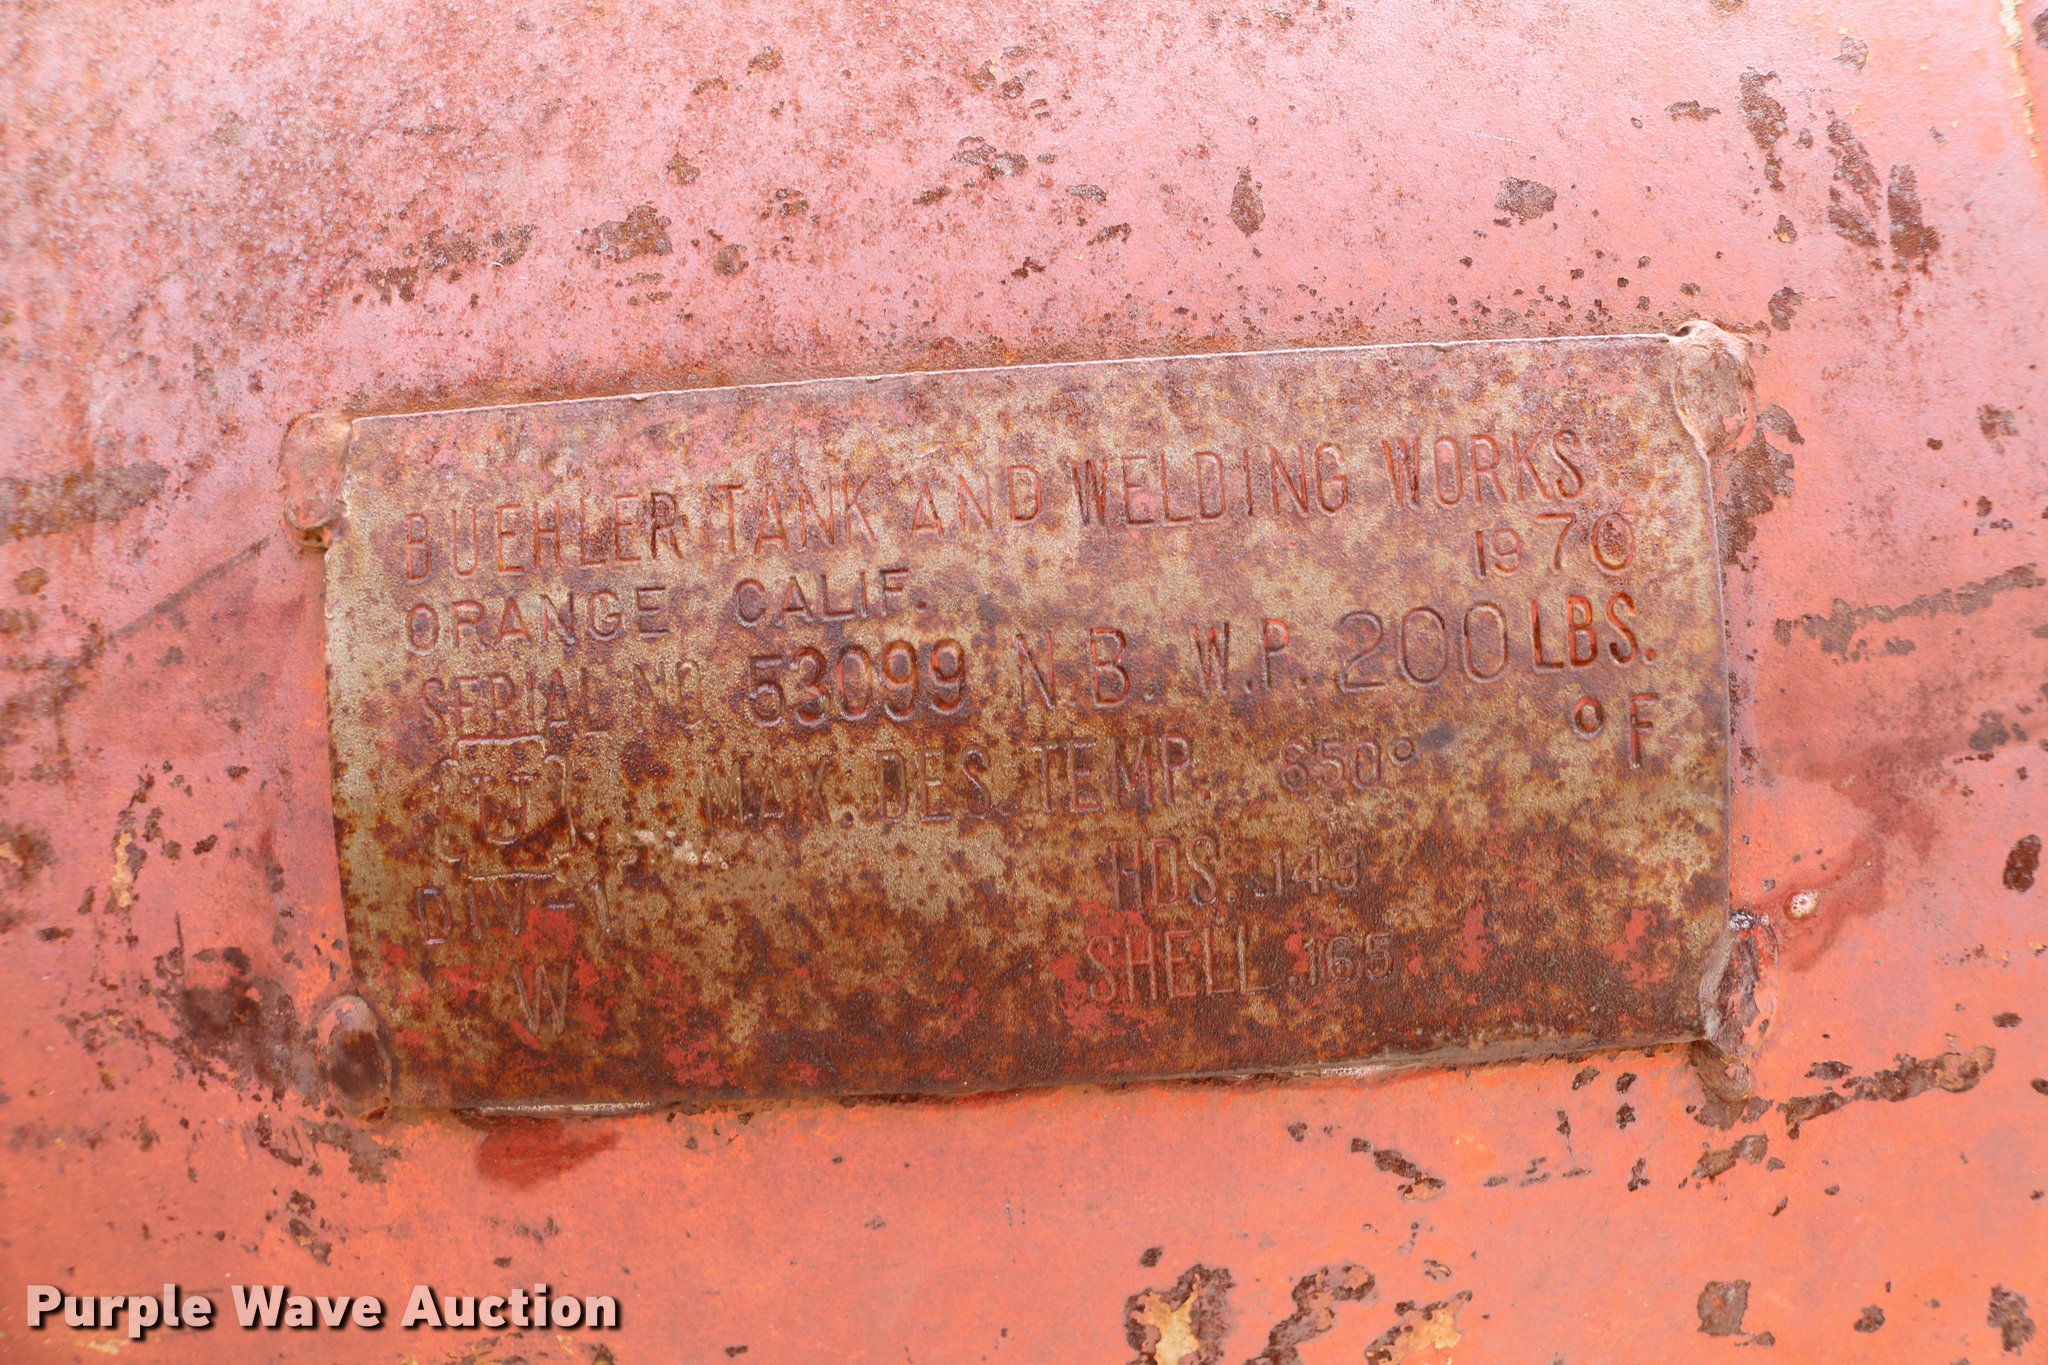 BUEHLER TANK AND WELDING WORKS
ORANGE CALIF. 1970
SERIAL NO 53099 N.B. W.P. 200 LBS.
U MAX. DES. TEMP. 650° °F
DIV-1 HDS. .149
W SHELL .165
Purple Wave Auction